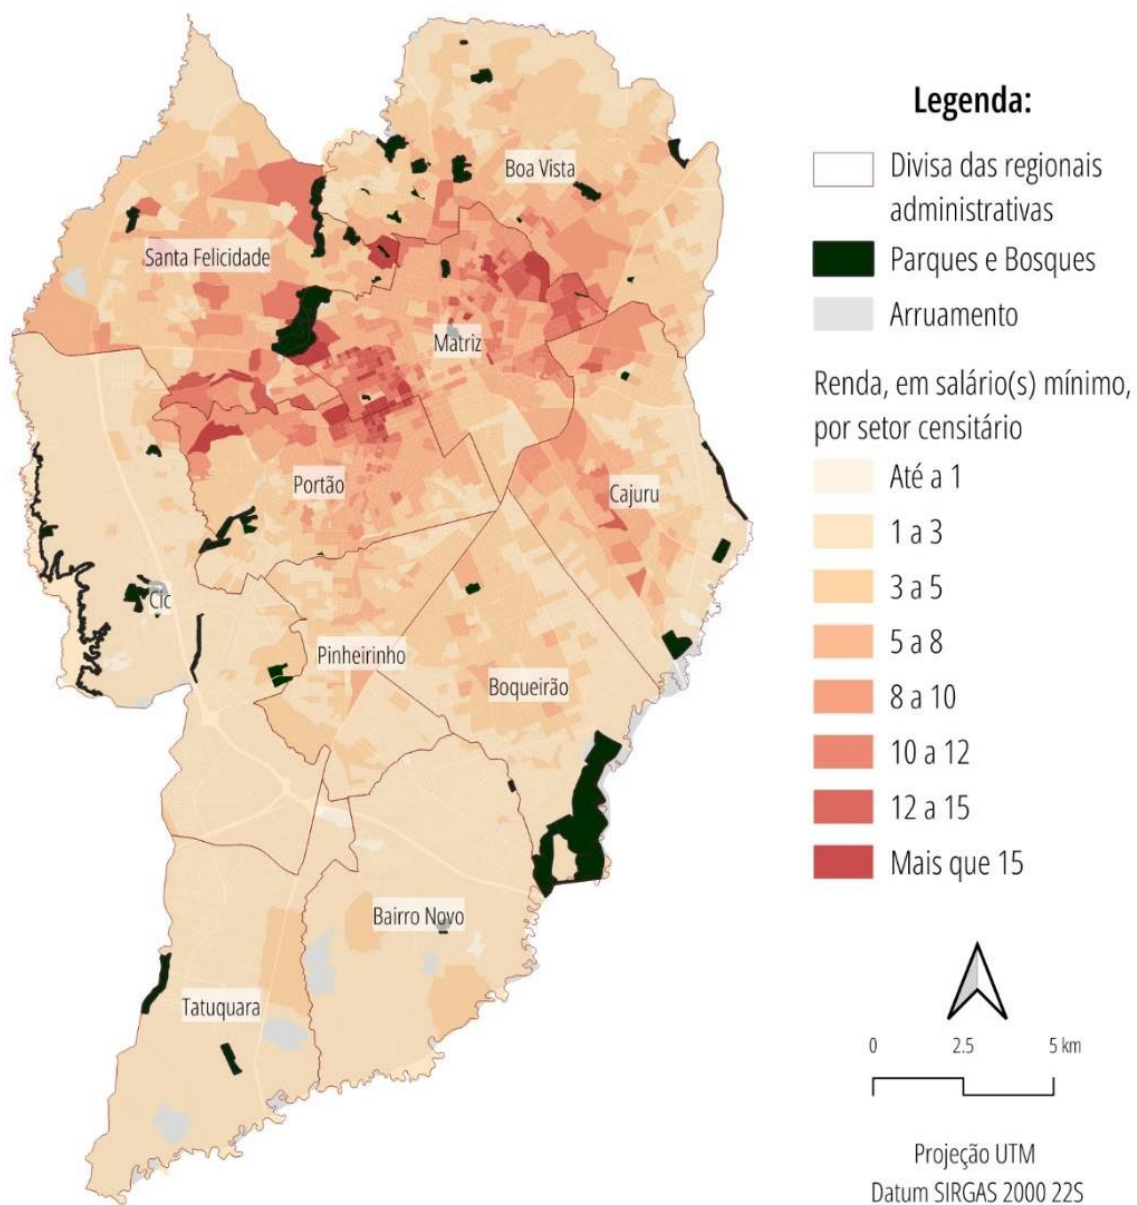 Legenda:
Divisa das regionais
administrativas
Parques e Bosques
Arruamento
Renda, em salário(s) mínimo,
por setor censitário
Até a 1
1 a 3
3 a 5
5 a 8
8 a 10
10 a 12
12 a 15
Mais que 15
0 2.5 5 km
Projeção UTM
Datum SIRGAS 2000 22S
Boa Vista
Santa Felicidade
Matriz
Portão
Cajuru
Cic
Pinheirinho
Boqueirão
Bairro Novo
Tatuquara